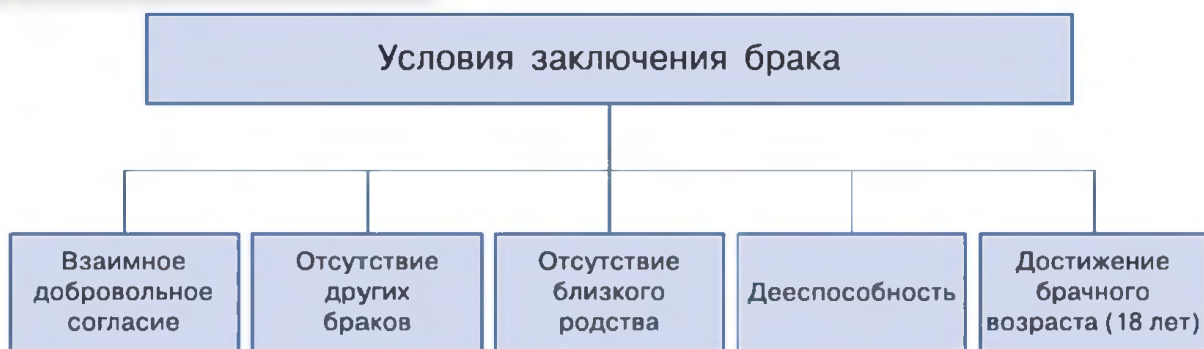 Условия заключения брака
Взаимное
добровольное
согласие
Отсутствие
других
браков
Отсутствие
близкого
родства
Дееспособность
Достижение
брачного
возраста (18 лет)